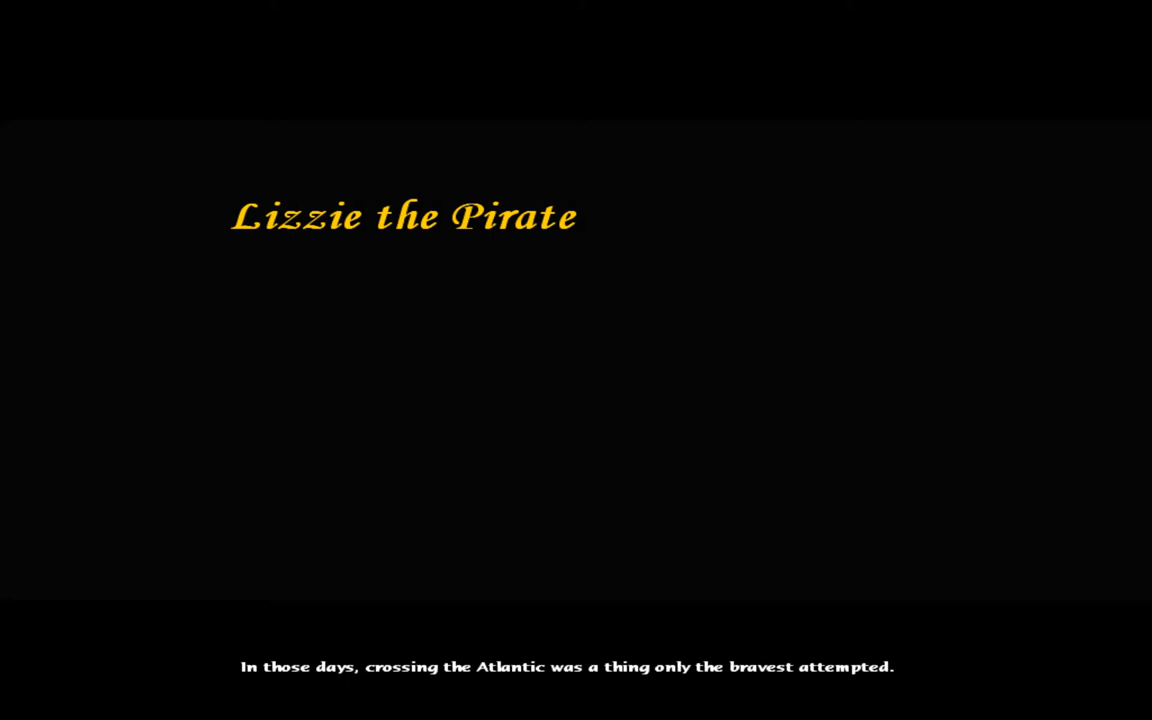 Lizzie the Pirate
In those days, crossing the Atlantic was a thing only the bravest attempted.